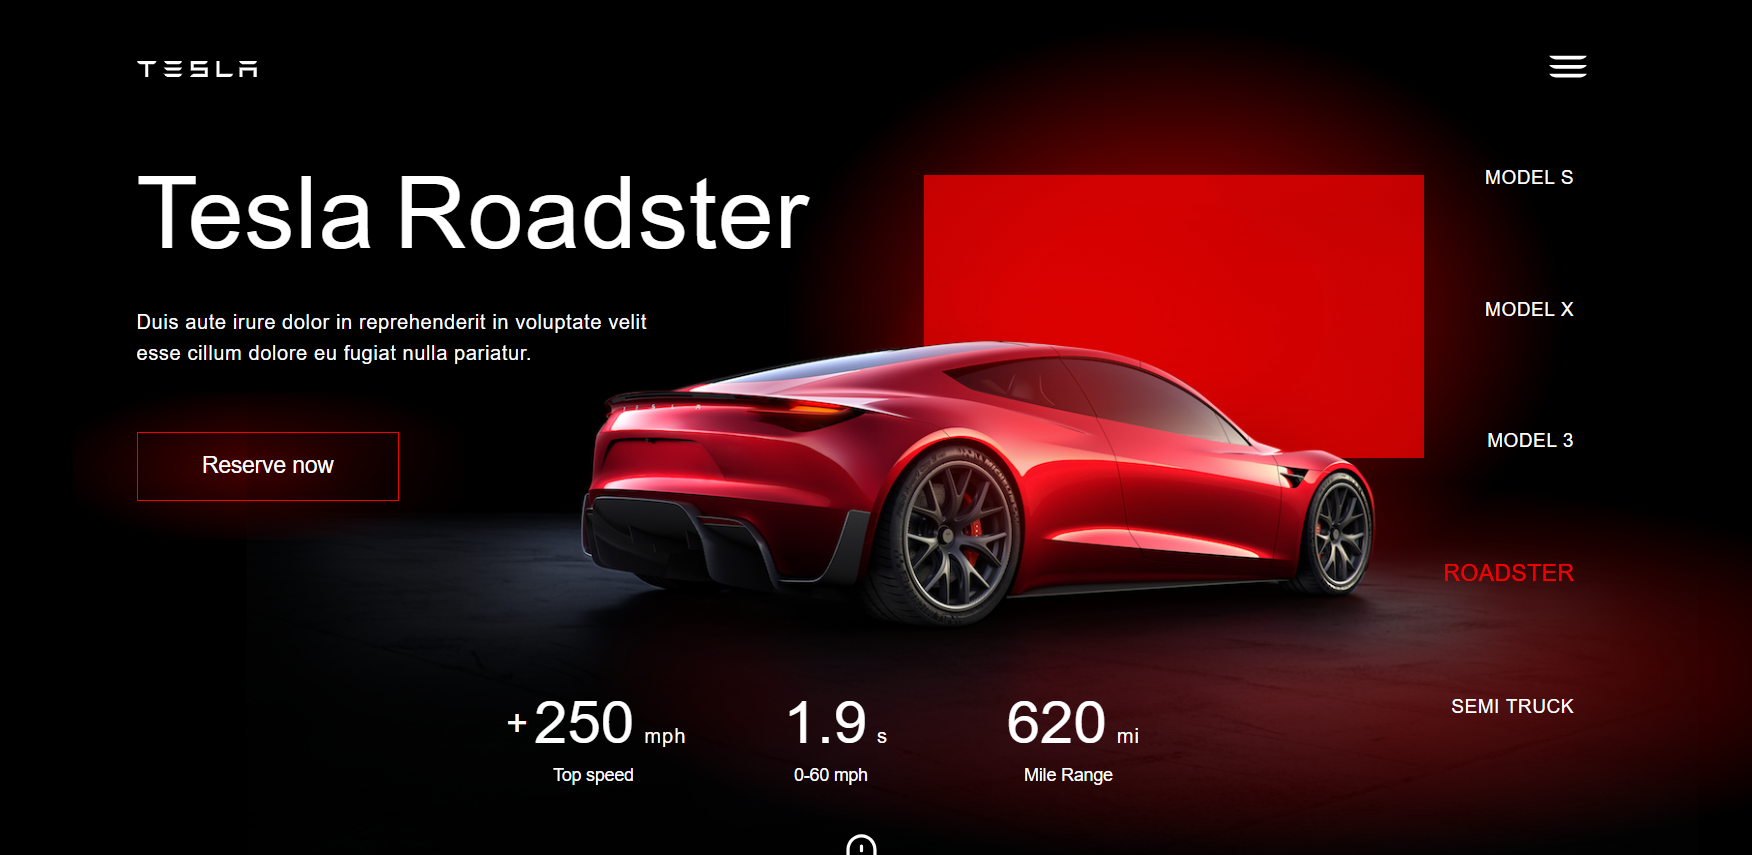 TESLA
Tesla Roadster
Duis aute irure dolor in reprehenderit in voluptate velit
esse cillum dolore eu fugiat nulla pariatur.
Reserve now
TESLA
MODEL S
MODEL X
MODEL 3
ROADSTER
SEMI TRUCK
+250 mph
Top speed
1.9 s
0-60 mph
620 mi
Mile Range